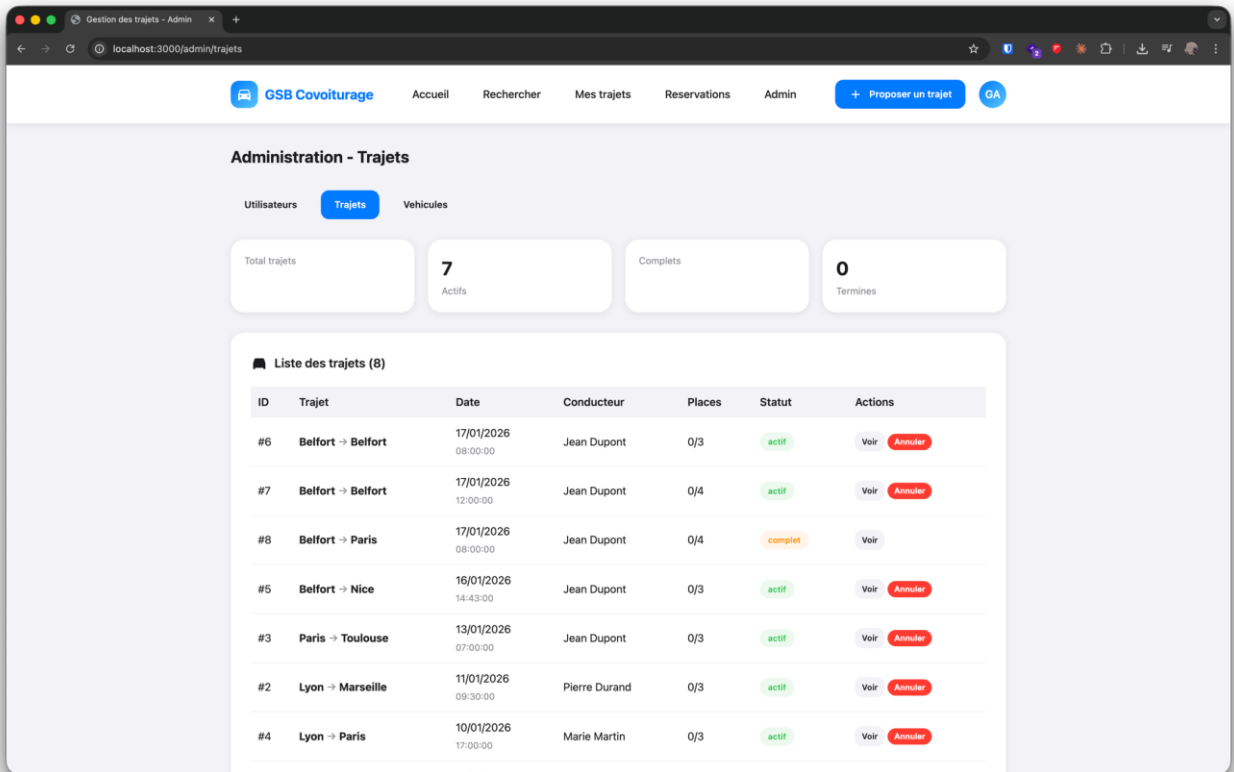 Gestion des trajets - Admin
localhost:3000/admin/trajets
2
GSB Covoiturage Accueil Rechercher Mes trajets Reservations Admin + Proposer un trajet GA
Administration - Trajets
Utilisateurs Trajets Vehicules
Total trajets 7 Complets 0
Actifs Termines
Liste des trajets (8)
ID Trajet Date Conducteur Places Statut Actions
#6 Belfort → Belfort 17/01/2026 Jean Dupont 0/3 actif Voir Annuler
08:00:00
#7 Belfort → Belfort 17/01/2026 Jean Dupont 0/4 actif Voir Annuler
12:00:00
#8 Belfort → Paris 17/01/2026 Jean Dupont 0/4 complet Voir
08:00:00
#5 Belfort → Nice 16/01/2026 Jean Dupont 0/3 actif Voir Annuler
14:43:00
#3 Paris → Toulouse 13/01/2026 Jean Dupont 0/3 actif Voir Annuler
07:00:00
#2 Lyon → Marseille 11/01/2026 Pierre Durand 0/3 actif Voir Annuler
09:30:00
#4 Lyon → Paris 10/01/2026 Marie Martin 0/3 actif Voir Annuler
17:00:00